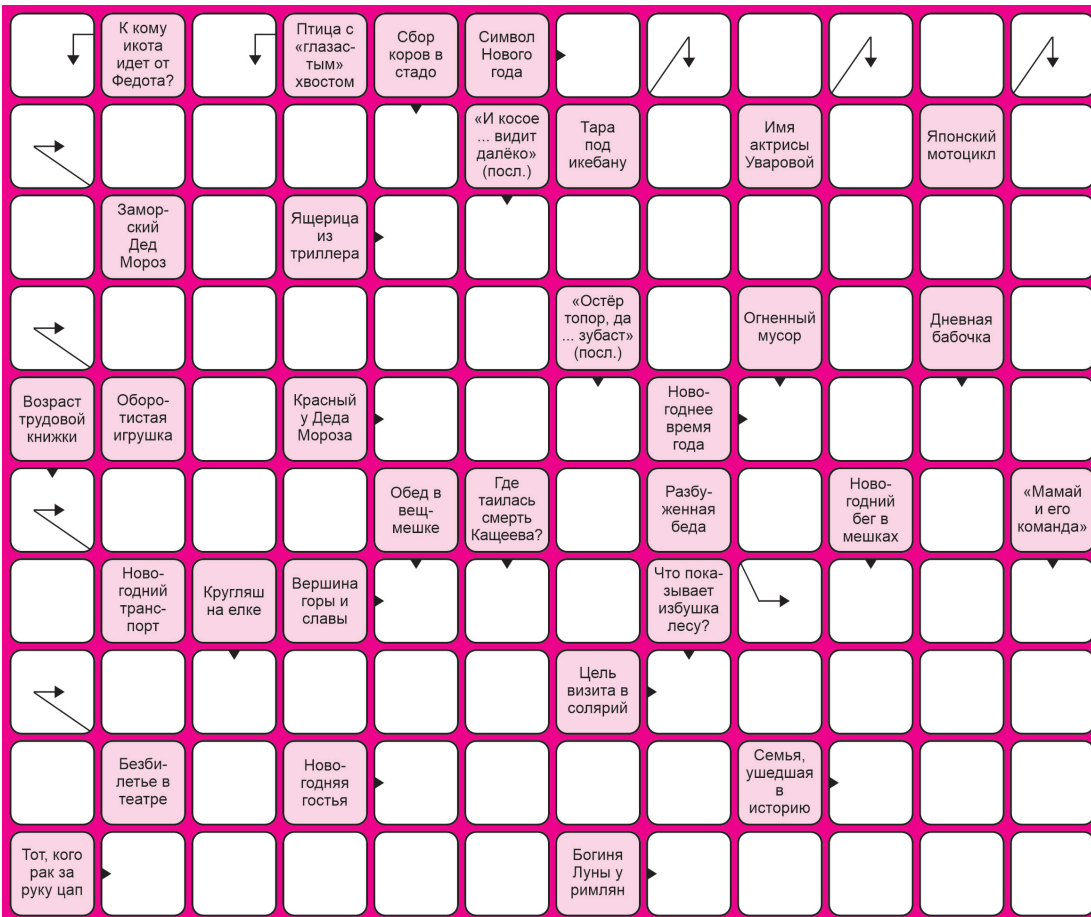 К кому
икота
идет от
Федота?
Птица с
«глазас-
тым»
хвостом
Сбор
коров в
стадо
Символ
Нового
года
«И косое
... видит
далёко»
(посл.)
Тара
под
икебану
Имя
актрисы
Уваровой
Японский
мотоцикл
Замор-
ский
Дед
Мороз
Ящерица
из
триллера
«Остёр
топор, да
... зубаст»
(посл.)
Огненный
мусор
Дневная
бабочка
Возраст
трудовой
книжки
Оборо-
тистая
игрушка
Красный
у Деда
Мороза
Ново-
годнее
время
года
Обед в
вещ-
мешке
Где
таилась
смерть
Кащеева?
Разбу-
женная
беда
Ново-
годний
бег в
мешках
«Мамай
и его
команда»
Ново-
годний
транс-
порт
Кругляш
на елке
Вершина
горы и
славы
Что пока-
зывает
избушка
лесу?
Цель
визита в
солярий
Безби-
летье в
театре
Ново-
годняя
гостья
Семья,
ушедшая
в
историю
Тот, кого
рак за
руку цап
Богиня
Луны у
римлян